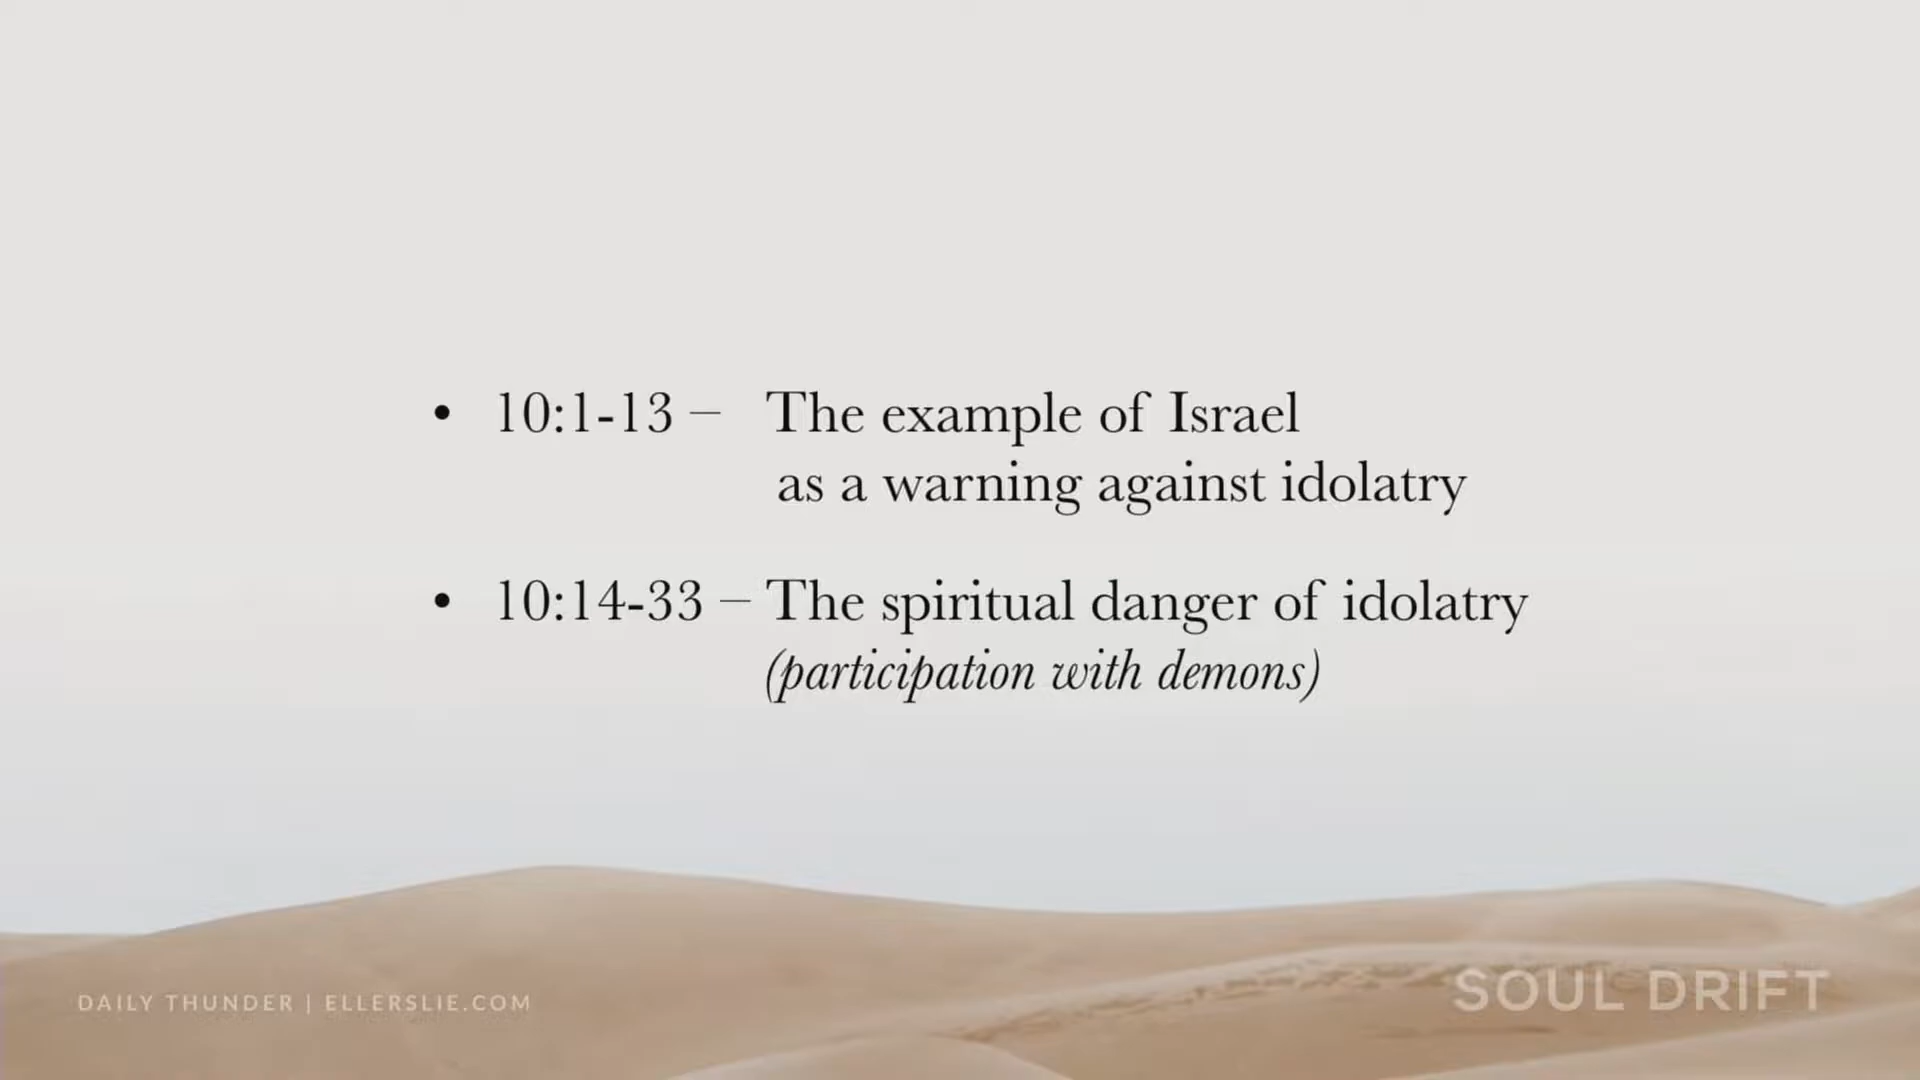 • 10:1-13 – The example of Israel
as a warning against idolatry
• 10:14-33 – The spiritual danger of idolatry
(participation with demons)
DAILY THUNDER | ELLERSLIE.COM
SOUL DRIFT